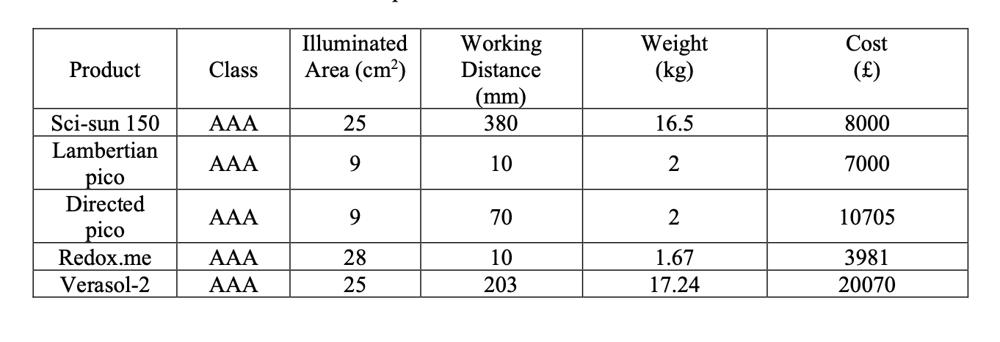 Product Class Illuminated Area (cm²) Working Distance (mm) Weight (kg) Cost (£)
Sci-sun 150 AAA 25 380 16.5 8000
Lambertian pico AAA 9 10 2 7000
Directed pico AAA 9 70 2 10705
Redox.me AAA 28 10 1.67 3981
Verasol-2 AAA 25 203 17.24 20070